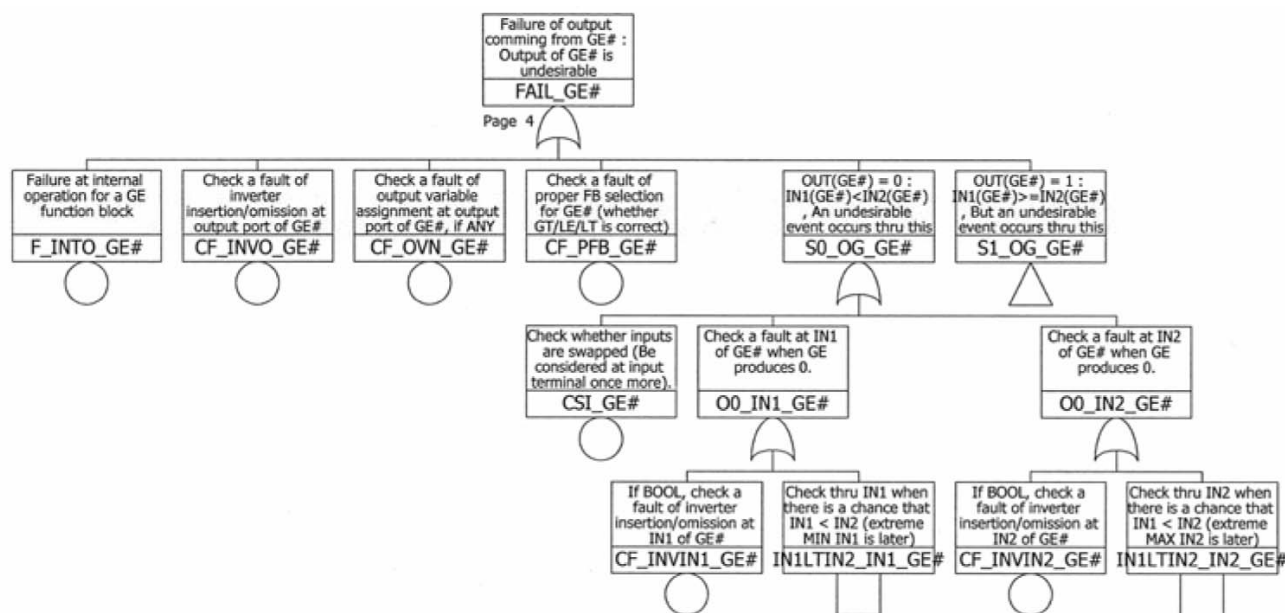 Failure of output
comming from GE# :
Output of GE# is
undesirable
FAIL_GE#
Page 4
Failure at internal
operation for a GE
function block
F_INTO_GE#
Check a fault of
inverter
insertion/omission at
output port of GE#
CF_INVO_GE#
Check a fault of
output variable
assignment at output
port of GE#, if ANY
CF_OVN_GE#
Check a fault of
proper FB selection
for GE# (whether
GT/LE/LT is correct)
CF_PFB_GE#
OUT(GE#) = 0 :
IN1(GE#)<IN2(GE#)
, An undesirable
event occurs thru this
S0_OG_GE#
OUT(GE#) = 1 :
IN1(GE#)>=IN2(GE#)
, But an undesirable
event occurs thru this
S1_OG_GE#
Check whether inputs
are swapped (Be
considered at input
terminal once more).
CSI_GE#
Check a fault at IN1
of GE# when GE
produces 0.
O0_IN1_GE#
Check a fault at IN2
of GE# when GE
produces 0.
O0_IN2_GE#
If BOOL, check a
fault of inverter
insertion/omission at
IN1 of GE#
CF_INVIN1_GE#
Check thru IN1 when
there is a chance that
IN1 < IN2 (extreme
MIN IN1 is later)
IN1LTIN2_IN1_GE#
If BOOL, check a
fault of inverter
insertion/omission at
IN2 of GE#
CF_INVIN2_GE#
Check thru IN2 when
there is a chance that
IN1 < IN2 (extreme
MAX IN2 is later)
IN1LTIN2_IN2_GE#